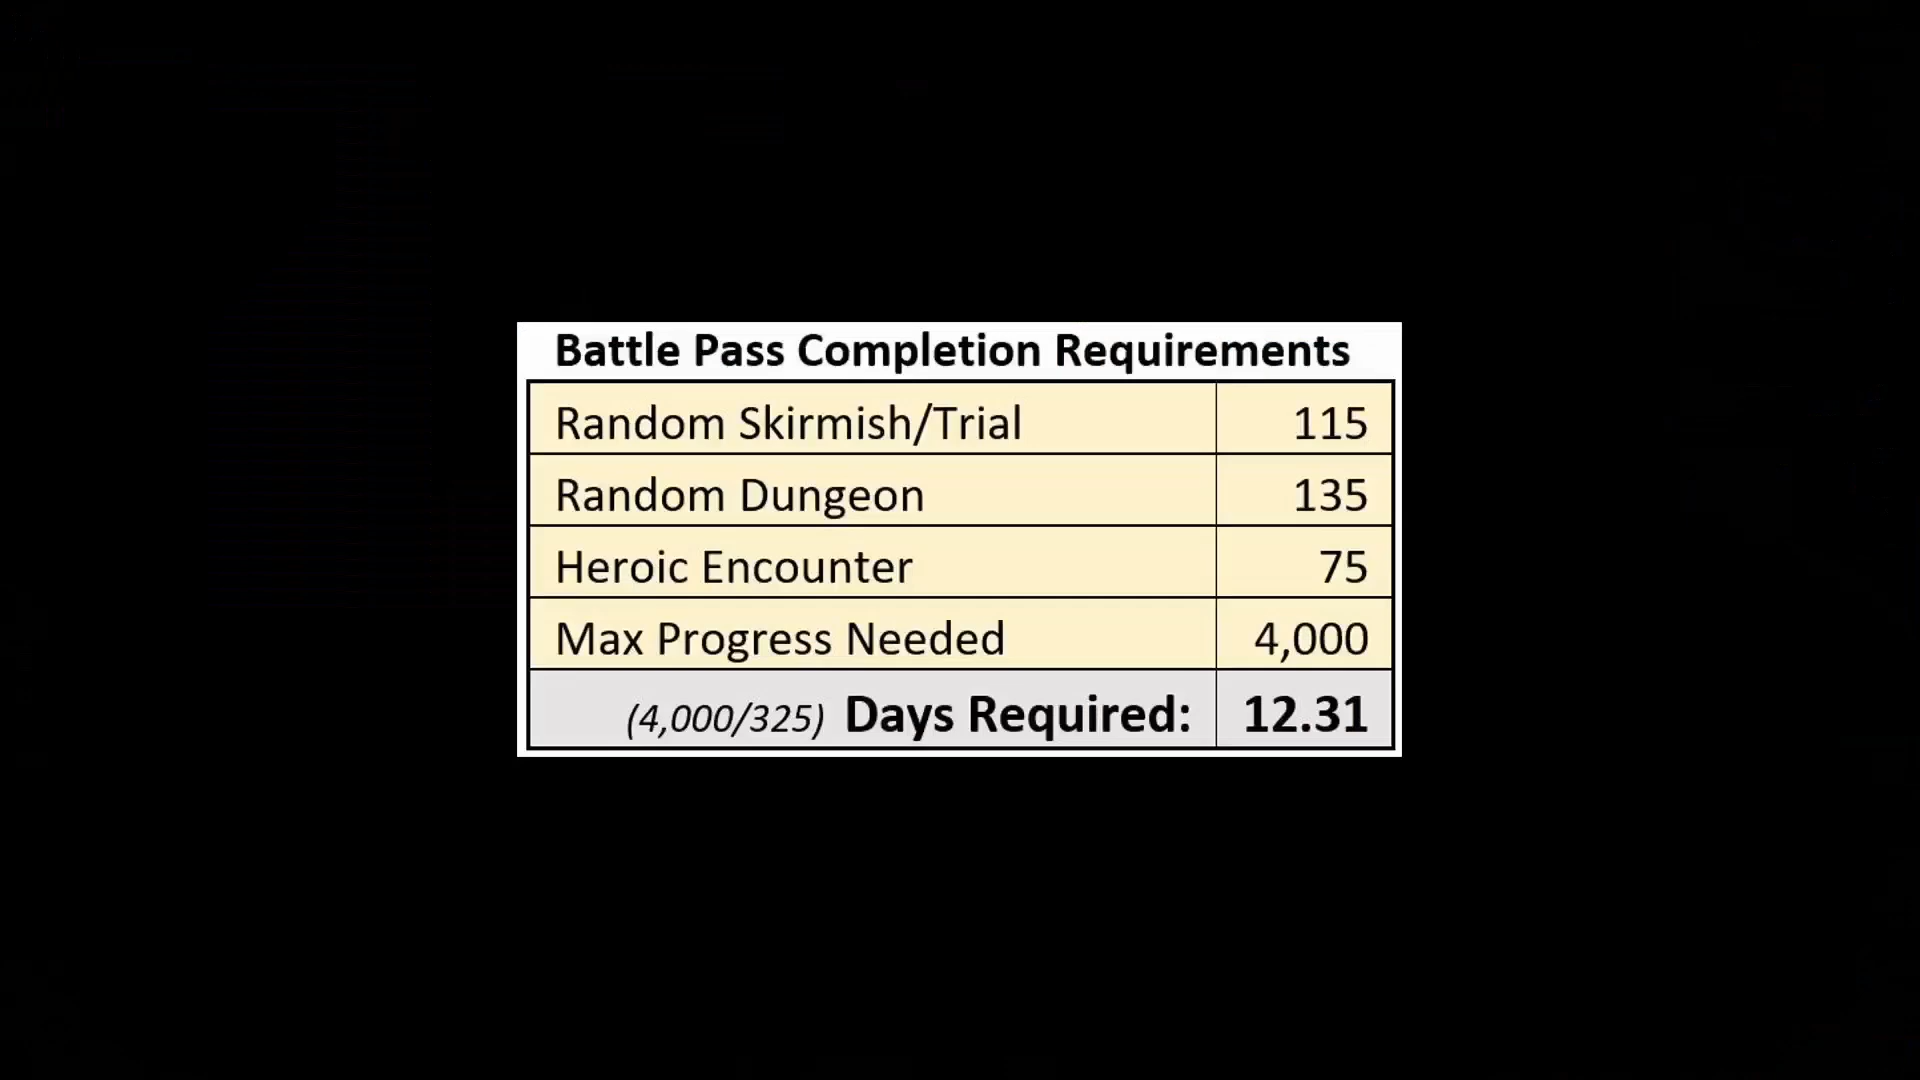 Battle Pass Completion Requirements
Random Skirmish/Trial 115
Random Dungeon 135
Heroic Encounter 75
Max Progress Needed 4,000
(4,000/325) Days Required: 12.31